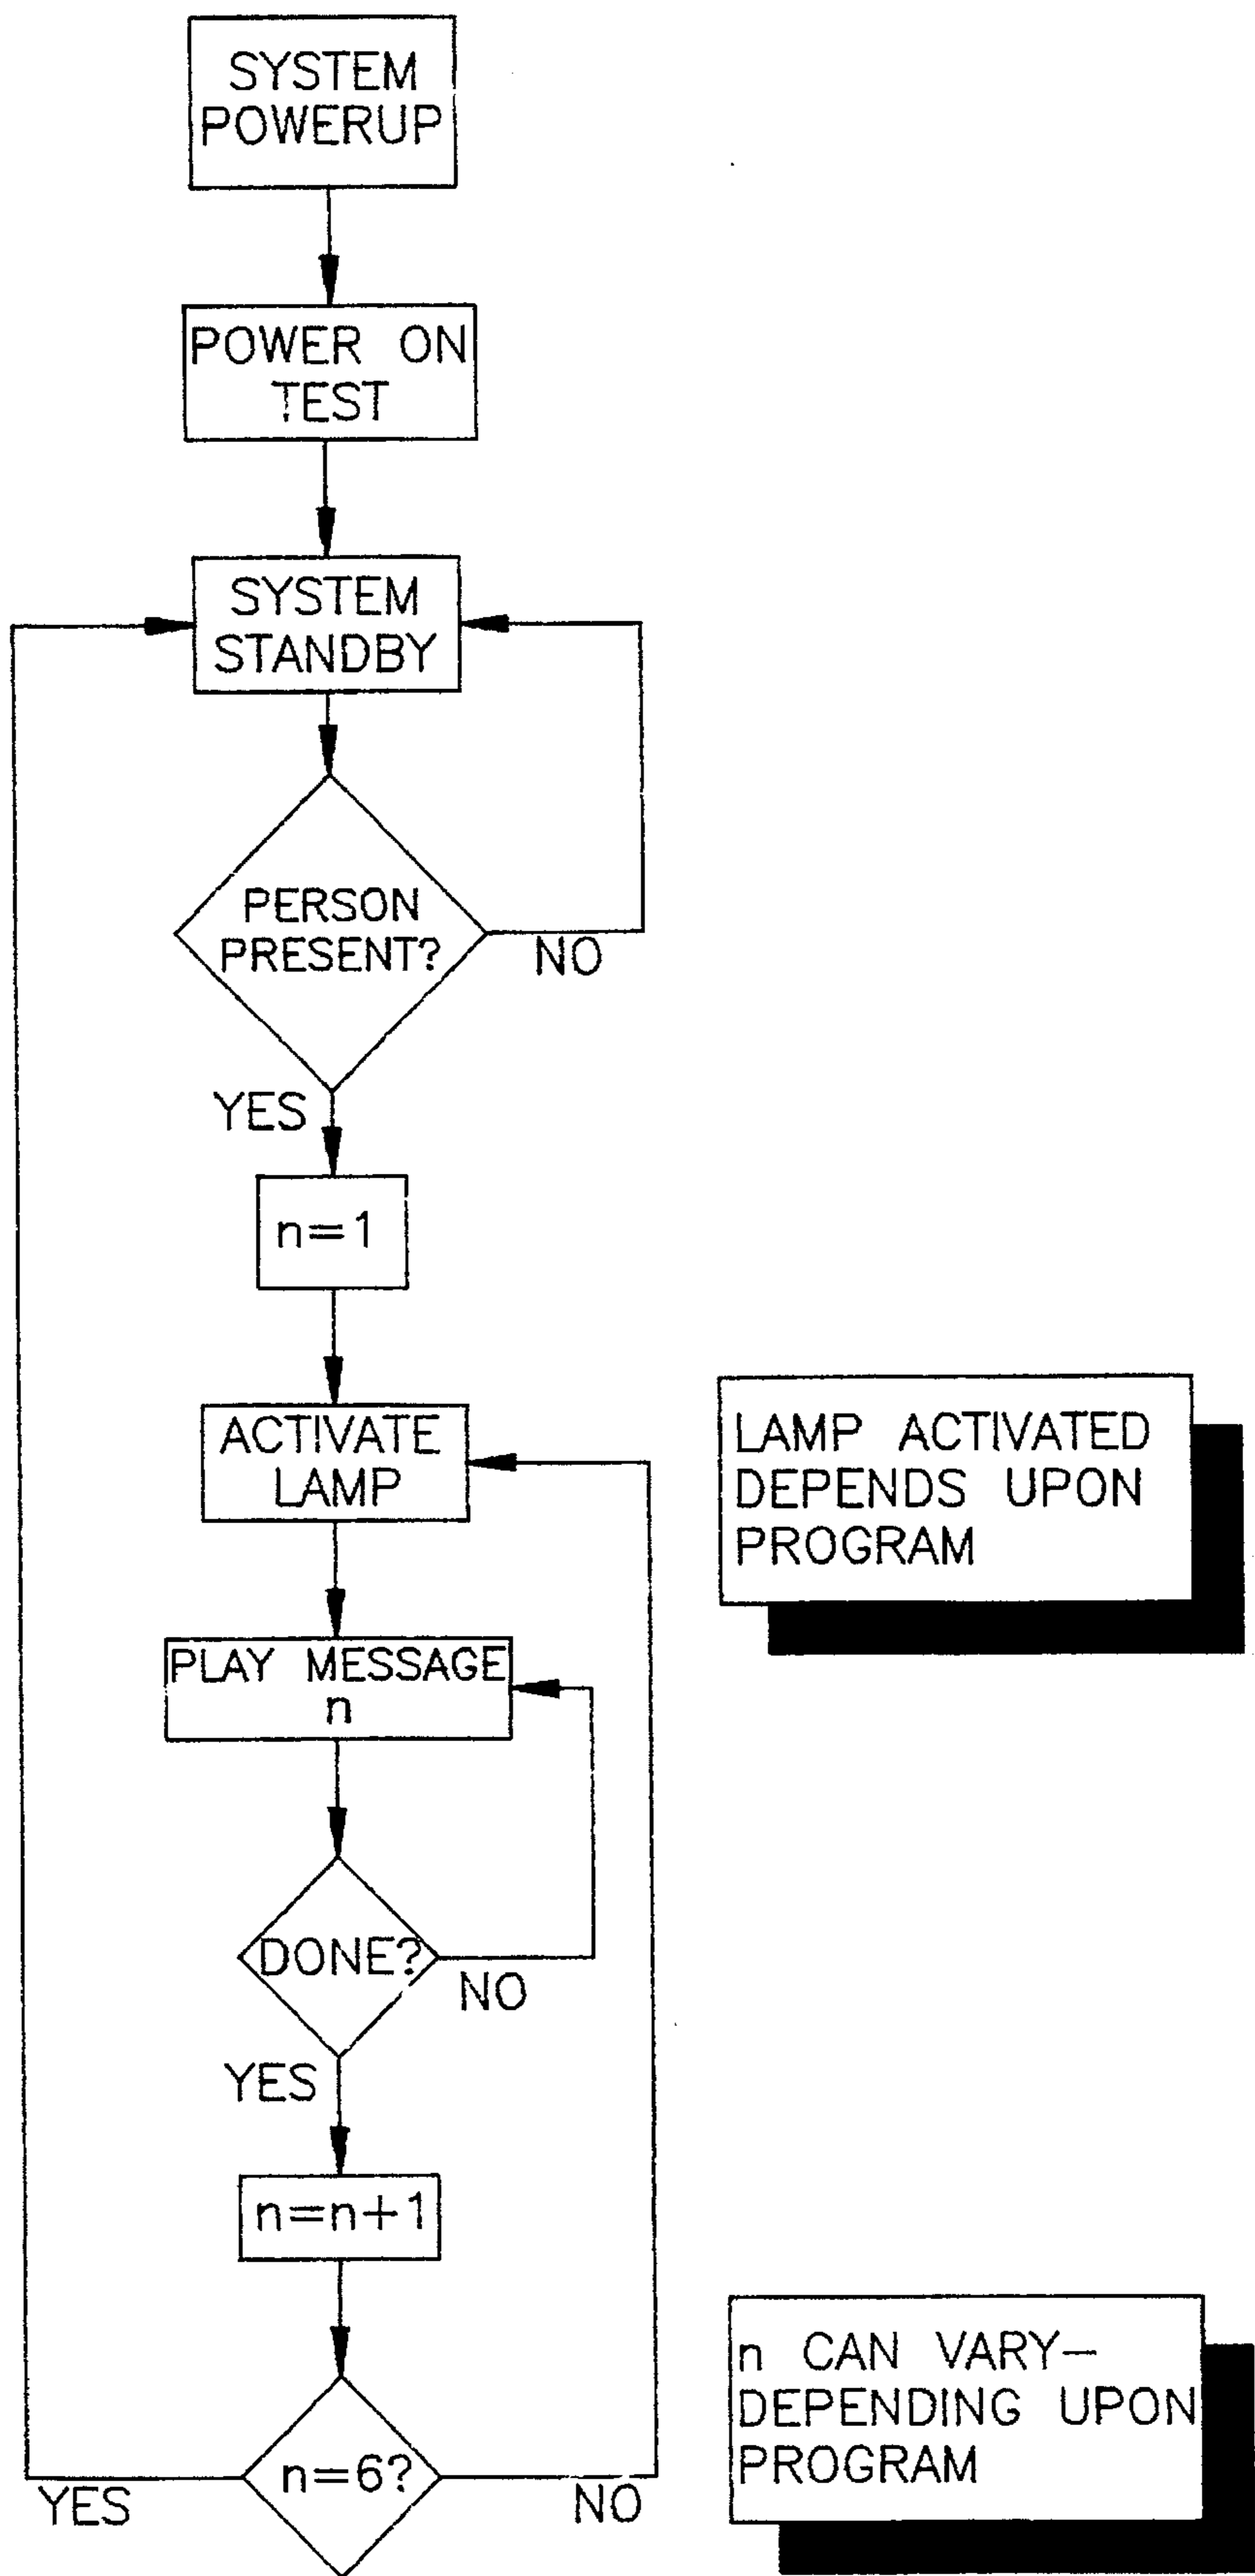 SYSTEM
POWERUP
POWER ON
TEST
SYSTEM
STANDBY
PERSON
PRESENT?
NO
YES
n=1
ACTIVATE
LAMP
LAMP ACTIVATED
DEPENDS UPON
PROGRAM
PLAY MESSAGE
n
DONE?
NO
YES
n=n+1
n=6?
YES
NO
n CAN VARY-
DEPENDING UPON
PROGRAM